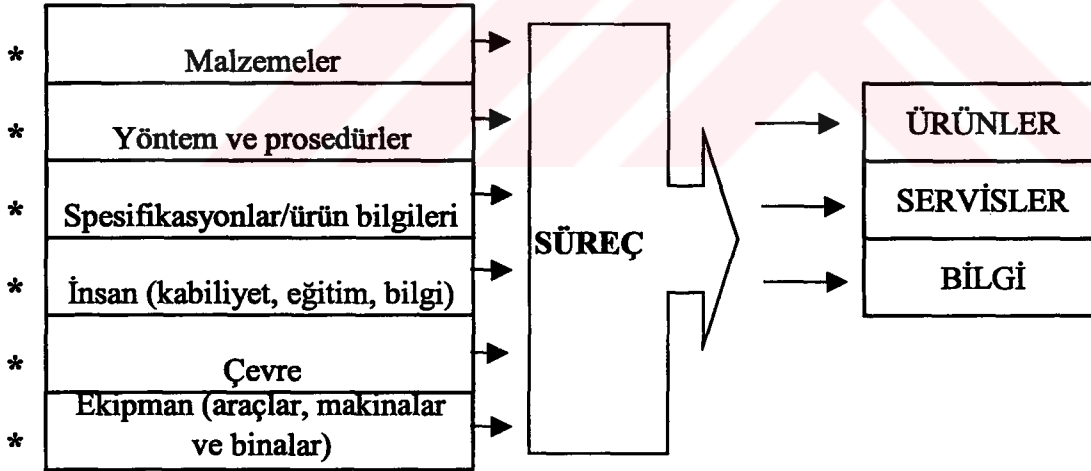 * Malzemeler
* Yöntem ve prosedürler
* Spesifikasyonlar/ürün bilgileri
* İnsan (kabiliyet, eğitim, bilgi)
* Çevre
Ekipman (araçlar, makinalar
* ve binalar)
SÜREÇ
ÜRÜNLER
SERVİSLER
BİLGİ